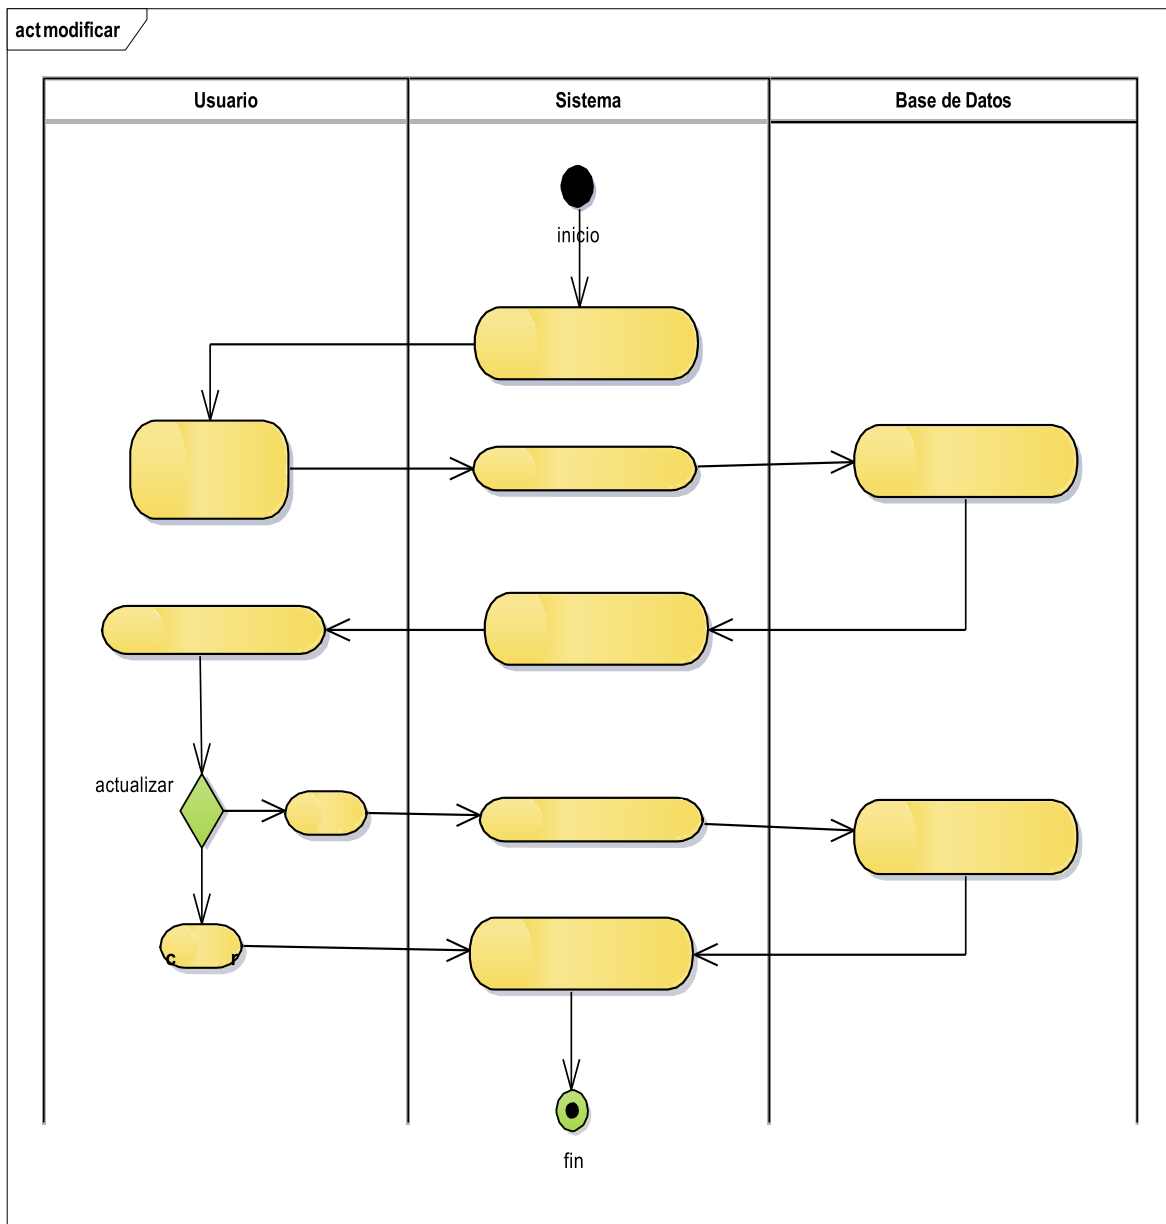 act modificar
Usuario
Sistema
Base de Datos
inicio
actualizar
c r
fin